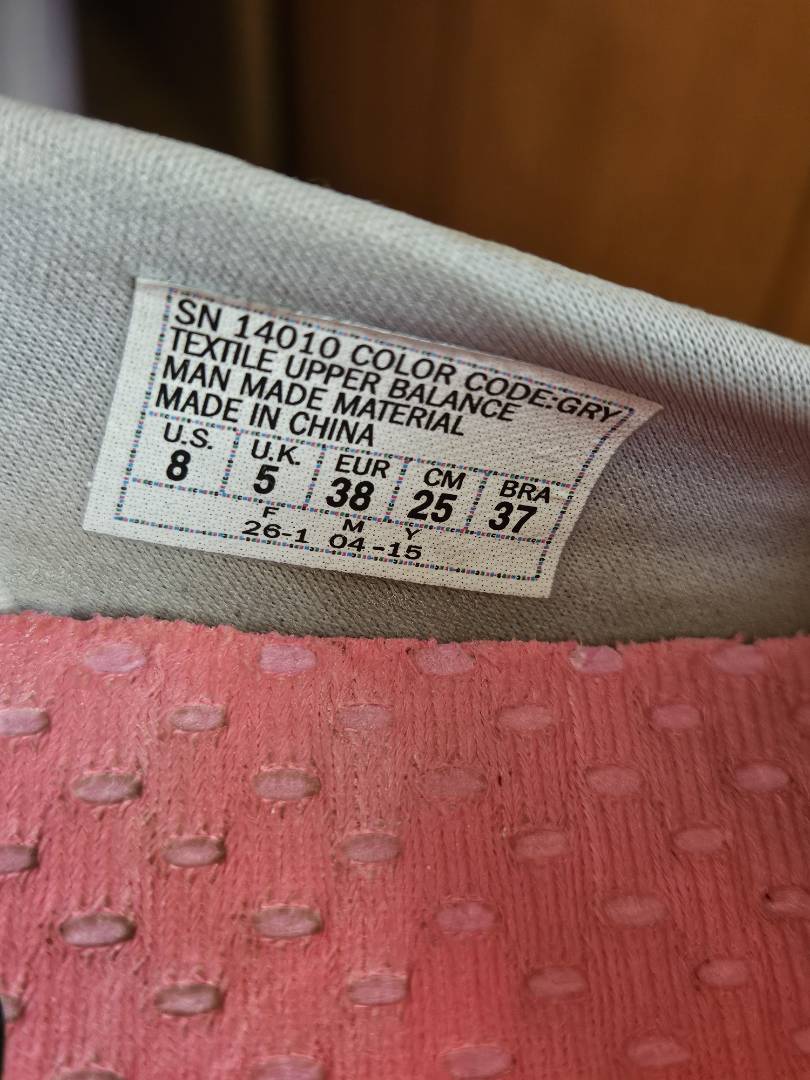 SN 14010 COLOR CODE:GRY
TEXTILE UPPER BALANCE
MAN MADE MATERIAL
MADE IN CHINA
U.S. U.K. EUR CM BRA
8 5 38 25 37
F M Y
26-1 04-15